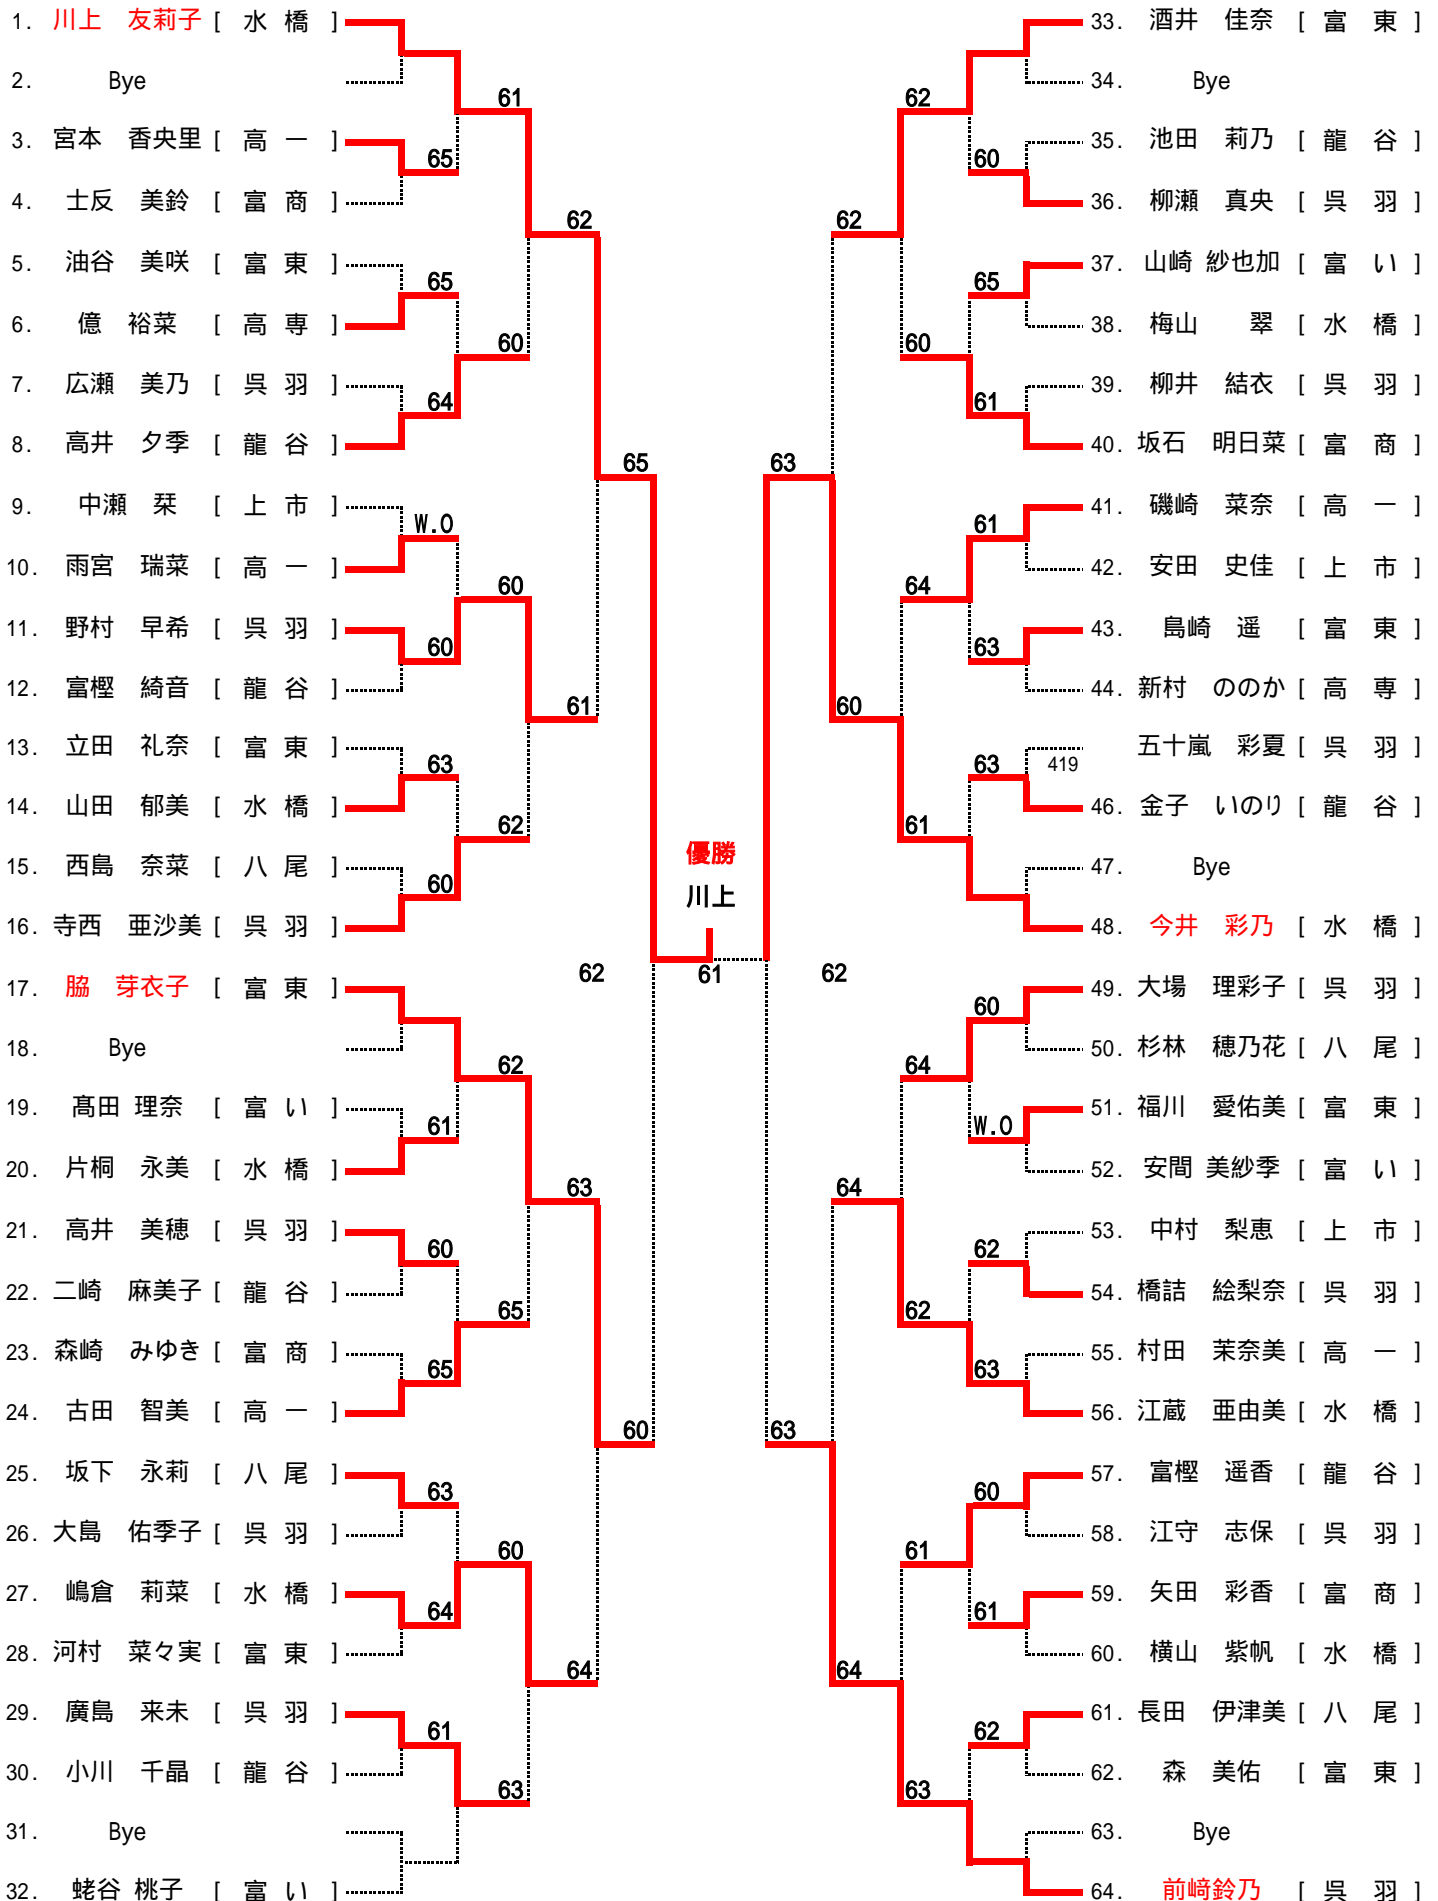 1. 川上 友莉子 [ 水 橋 ]
2. Bye
61
3. 宮本 香央里 [ 高 一 ]
65
4. 士反 美鈴 [ 富 商 ]
62
5. 油谷 美咲 [ 富 東 ]
65
6. 億 裕菜 [ 高 専 ]
60
7. 広瀬 美乃 [ 呉 羽 ]
64
8. 高井 夕季 [ 龍 谷 ]
65
9. 中瀬 栞 [ 上 市 ]
W.O
10. 雨宮 瑞菜 [ 高 一 ]
60
11. 野村 早希 [ 呉 羽 ]
60
12. 富樫 綺音 [ 龍 谷 ]
61
13. 立田 礼奈 [ 富 東 ]
63
14. 山田 郁美 [ 水 橋 ]
62
15. 西島 奈菜 [ 八 尾 ]
60
16. 寺西 亜沙美 [ 呉 羽 ]
62
17. 脇 芽衣子 [ 富 東 ]
18. Bye
62
19. 髙田 理奈 [ 富 い ]
61
20. 片桐 永美 [ 水 橋 ]
63
21. 高井 美穂 [ 呉 羽 ]
60
22. 二崎 麻美子 [ 龍 谷 ]
65
23. 森崎 みゆき [ 富 商 ]
65
24. 古田 智美 [ 高 一 ]
60
25. 坂下 永莉 [ 八 尾 ]
63
26. 大島 佑季子 [ 呉 羽 ]
60
27. 嶋倉 莉菜 [ 水 橋 ]
64
28. 河村 菜々実 [ 富 東 ]
64
29. 廣島 来未 [ 呉 羽 ]
61
30. 小川 千晶 [ 龍 谷 ]
63
31. Bye
32. 蛯谷 桃子 [ 富 い ]
優勝
川上
61
33. 酒井 佳奈 [ 富 東 ]
34. Bye
62
35. 池田 莉乃 [ 龍 谷 ]
60
36. 柳瀬 真央 [ 呉 羽 ]
62
37. 山崎 紗也加 [ 富 い ]
65
38. 梅山 翠 [ 水 橋 ]
60
39. 柳井 結衣 [ 呉 羽 ]
61
40. 坂石 明日菜 [ 富 商 ]
63
41. 磯崎 菜奈 [ 高 一 ]
61
42. 安田 史佳 [ 上 市 ]
64
43. 島崎 遥 [ 富 東 ]
63
44. 新村 ののか [ 高 専 ]
60
五十嵐 彩夏 [ 呉 羽 ]
63 419
46. 金子 いのり [ 龍 谷 ]
61
47. Bye
48. 今井 彩乃 [ 水 橋 ]
62
49. 大場 理彩子 [ 呉 羽 ]
60
50. 杉林 穂乃花 [ 八 尾 ]
64
51. 福川 愛佑美 [ 富 東 ]
W.O
52. 安間 美紗季 [ 富 い ]
64
53. 中村 梨恵 [ 上 市 ]
62
54. 橋詰 絵梨奈 [ 呉 羽 ]
62
55. 村田 茉奈美 [ 高 一 ]
63
56. 江蔵 亜由美 [ 水 橋 ]
63
57. 富樫 遥香 [ 龍 谷 ]
60
58. 江守 志保 [ 呉 羽 ]
61
59. 矢田 彩香 [ 富 商 ]
61
60. 横山 紫帆 [ 水 橋 ]
64
61. 長田 伊津美 [ 八 尾 ]
62
62. 森 美佑 [ 富 東 ]
63
63. Bye
64. 前﨑鈴乃 [ 呉 羽 ]